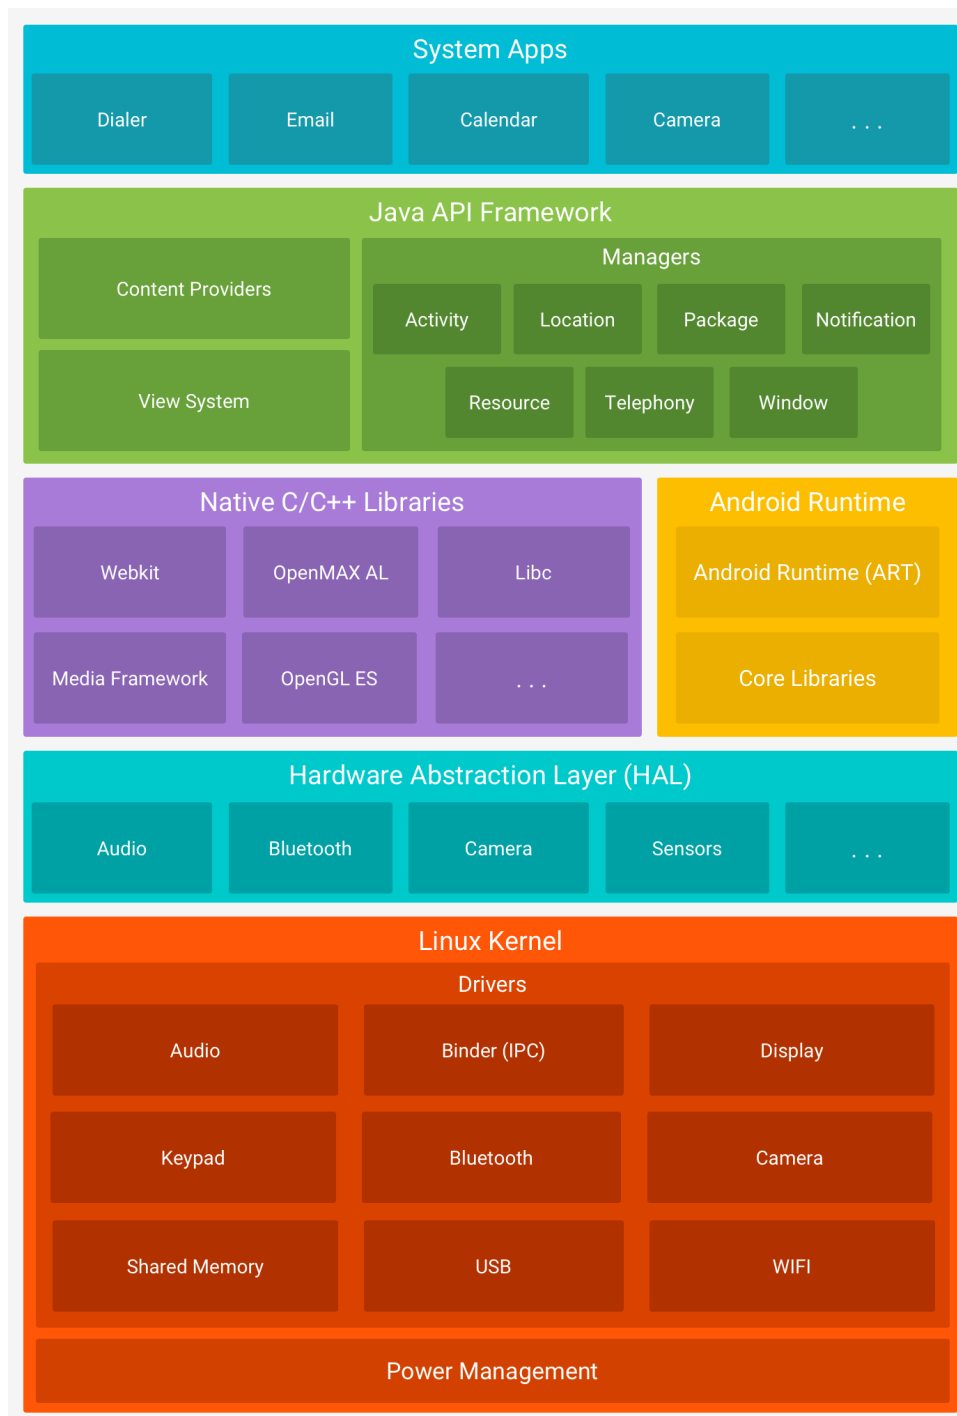 System Apps
Dialer
Email
Calendar
Camera
. . .
Java API Framework
Content Providers
View System
Managers
Activity
Location
Package
Notification
Resource
Telephony
Window
Native C/C++ Libraries
Webkit
OpenMAX AL
Libc
Media Framework
OpenGL ES
. . .
Android Runtime
Android Runtime (ART)
Core Libraries
Hardware Abstraction Layer (HAL)
Audio
Bluetooth
Camera
Sensors
. . .
Linux Kernel
Drivers
Audio
Binder (IPC)
Display
Keypad
Bluetooth
Camera
Shared Memory
USB
WIFI
Power Management